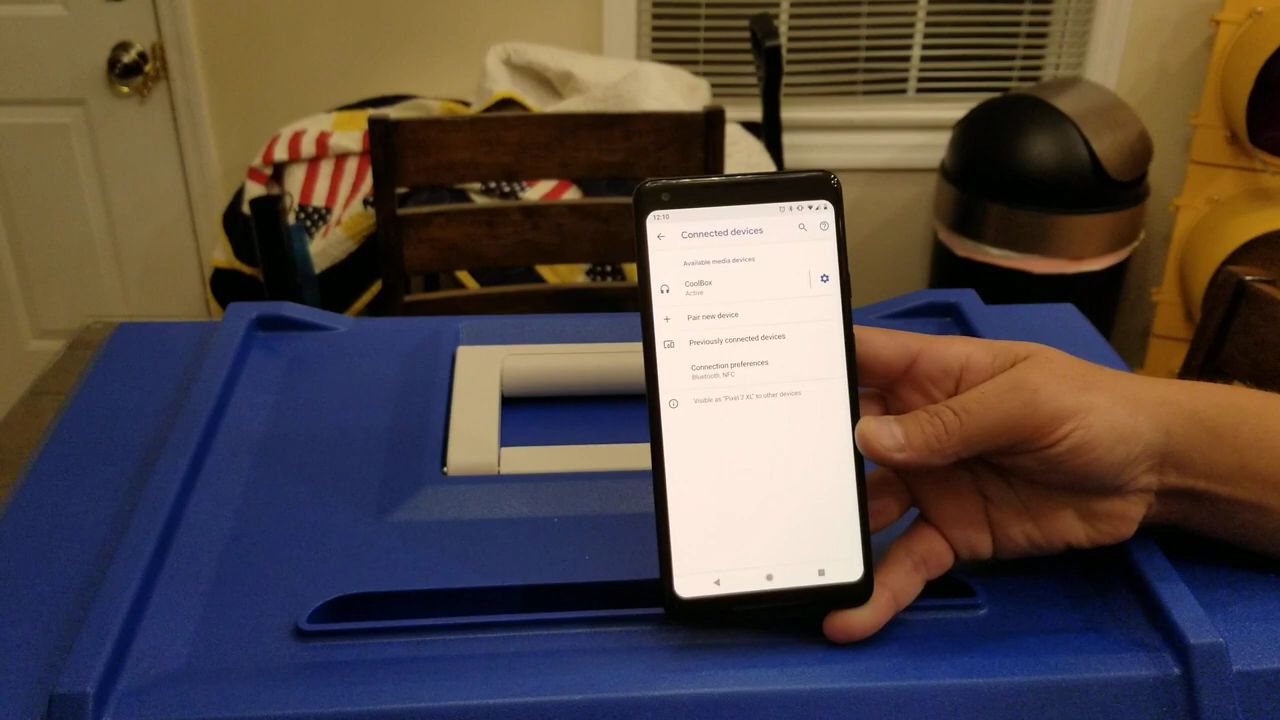 12:10
Connected devices
Available media devices
CoolBox
Active
Pair new device
Previously connected devices
Connection preferences
Bluetooth, NFC
Visible as "Pixel 2 XL" to other devices